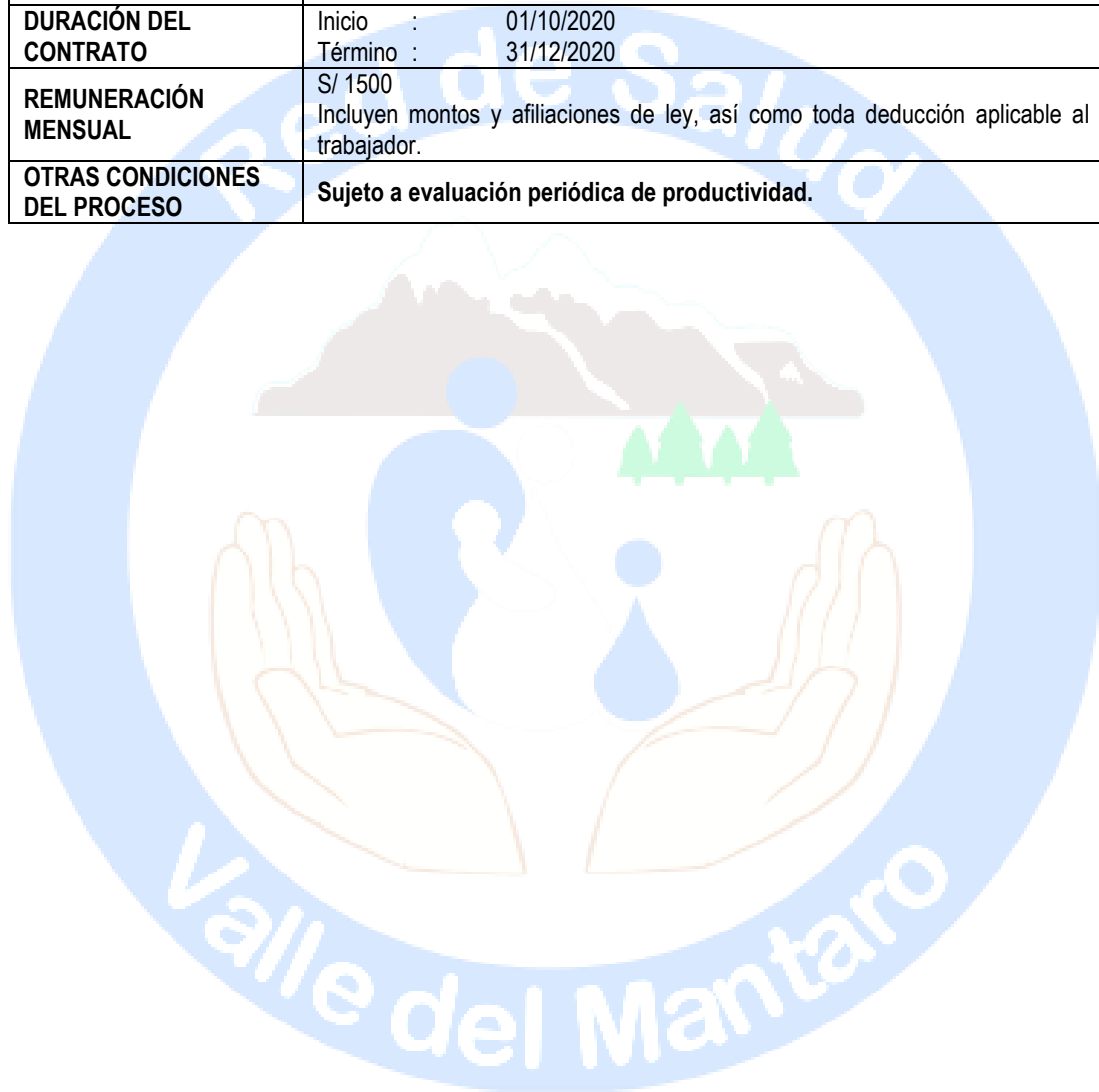 DURACIÓN DEL CONTRATO
Inicio : 01/10/2020
Término : 31/12/2020
REMUNERACIÓN MENSUAL
S/ 1500
Incluyen montos y afiliaciones de ley, así como toda deducción aplicable al
trabajador.
OTRAS CONDICIONES DEL PROCESO
Sujeto a evaluación periódica de productividad.
Red de Salud
Valle del Mantaro